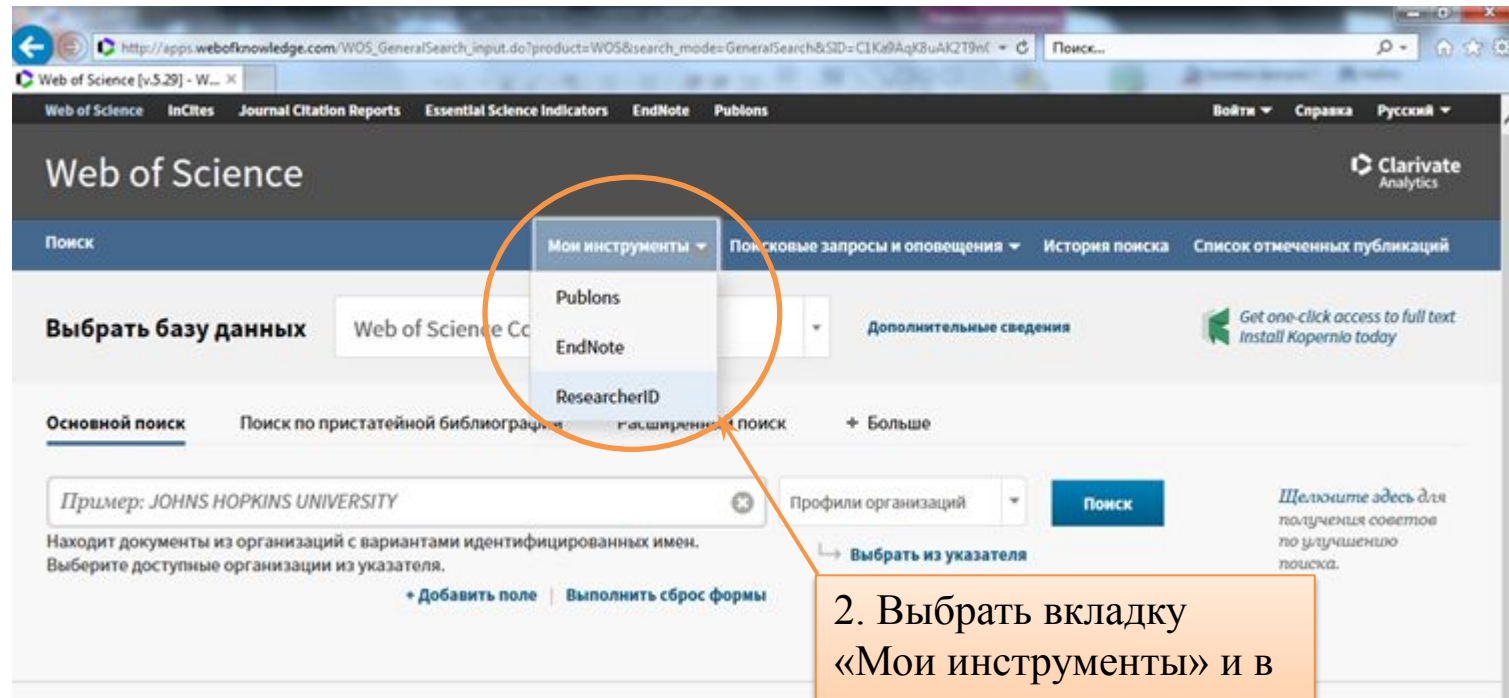 http://apps.webofknowledge.com/WOS_GeneralSearch_input.do?product=WOS&search_mode=GeneralSearch&SID=C1Ka9AqK8uAK2T9n Поиск...
Web of Science [v.5.29] - W...
Web of Science InCites Journal Citation Reports Essential Science Indicators EndNote Publons Войти Справка Русский
Web of Science Clarivate Analytics
Поиск Мои инструменты Поисковые запросы и оповещения История поиска Список отмеченных публикаций
Publons
Выбрать базу данных Web of Science Co Дополнительные сведения
Get one-click access to full text
Install Kopernio today
EndNote
ResearcherID
Основной поиск Поиск по пристатейной библиографии Расширенный поиск + Больше
Пример: JOHNS HOPKINS UNIVERSITY Профили организаций Поиск
Щелкните здесь для
получения советов
по улучшению
поиска.
Находит документы из организаций с вариантами идентифицированных имен.
Выберите доступные организации из указателя.
Выбрать из указателя
+ Добавить поле | Выполнить сброс формы
2. Выбрать вкладку
«Мои инструменты» и в